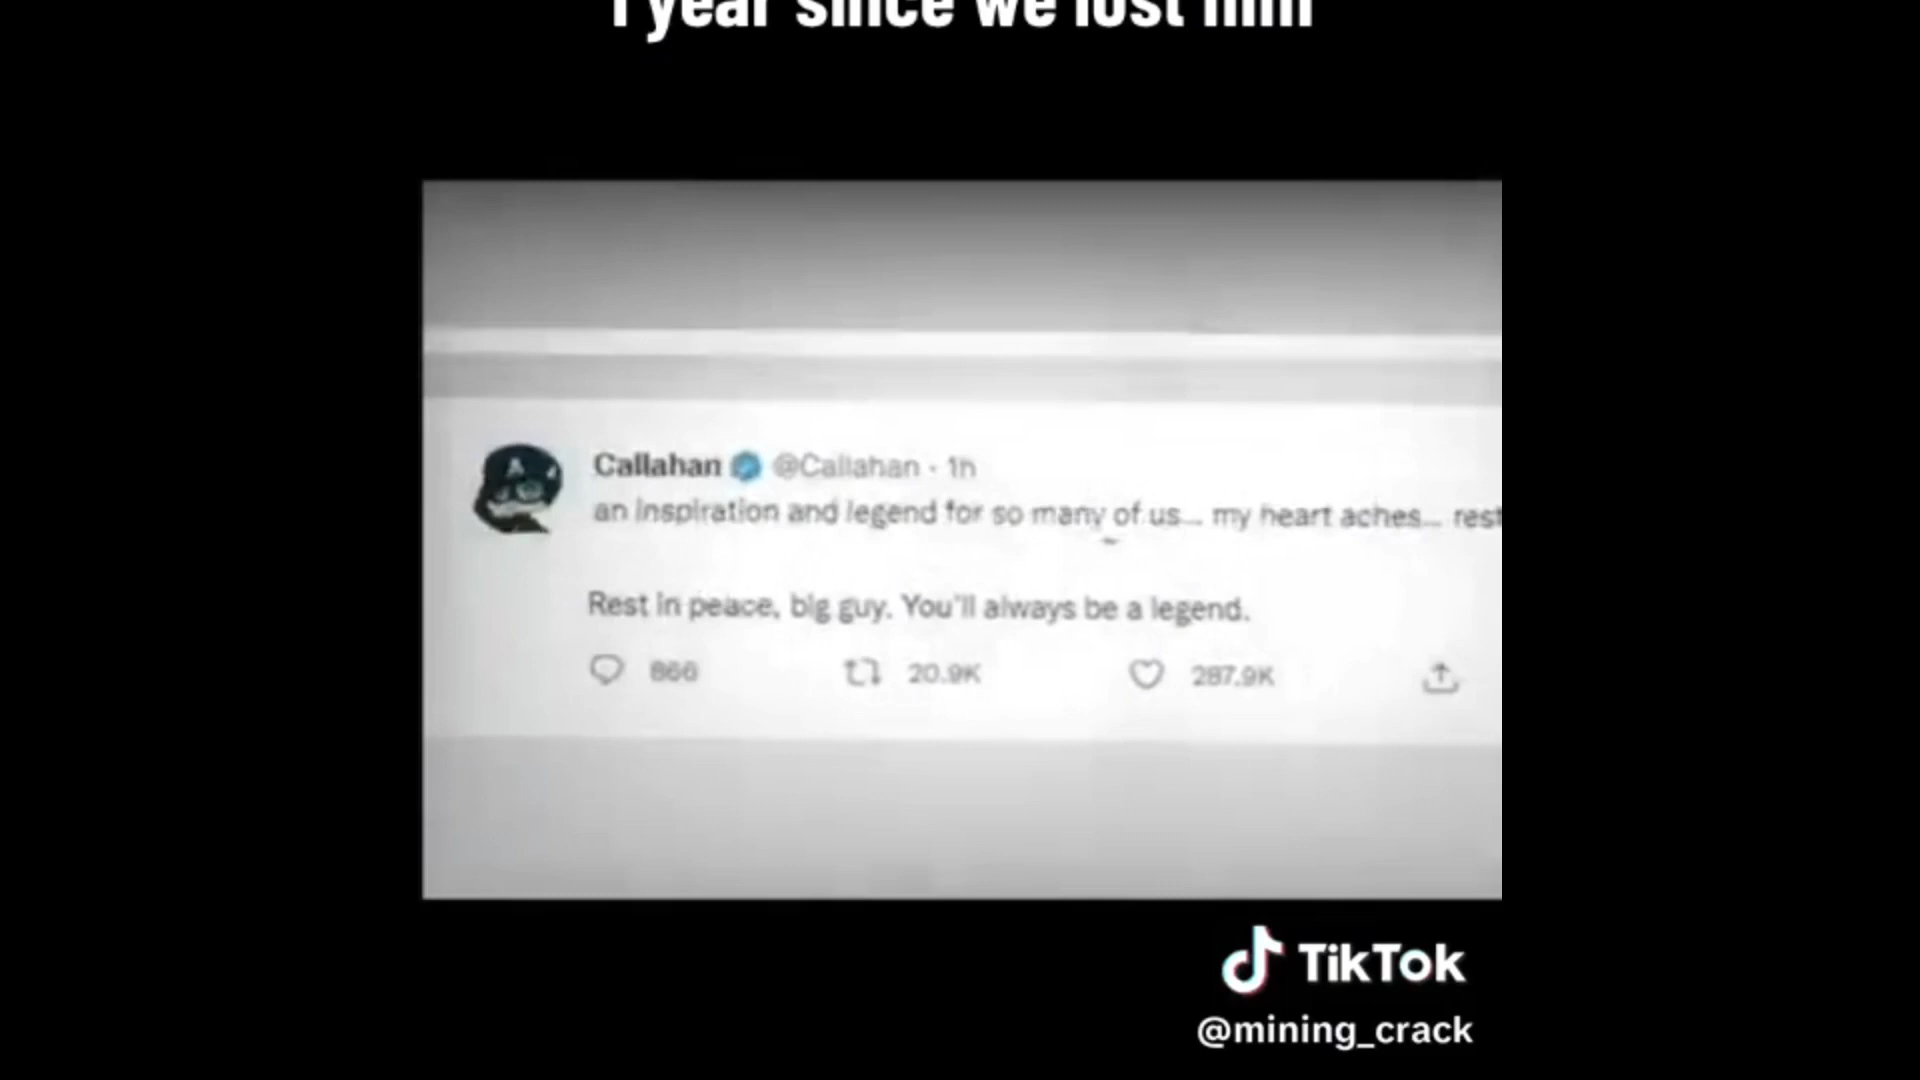 1 year since we lost him
Callahan @Callahan · 1h
an inspiration and legend for so many of us... my heart aches... rest
Rest in peace, big guy. You'll always be a legend.
866 20.9K 287.9K
TikTok
@mining_crack